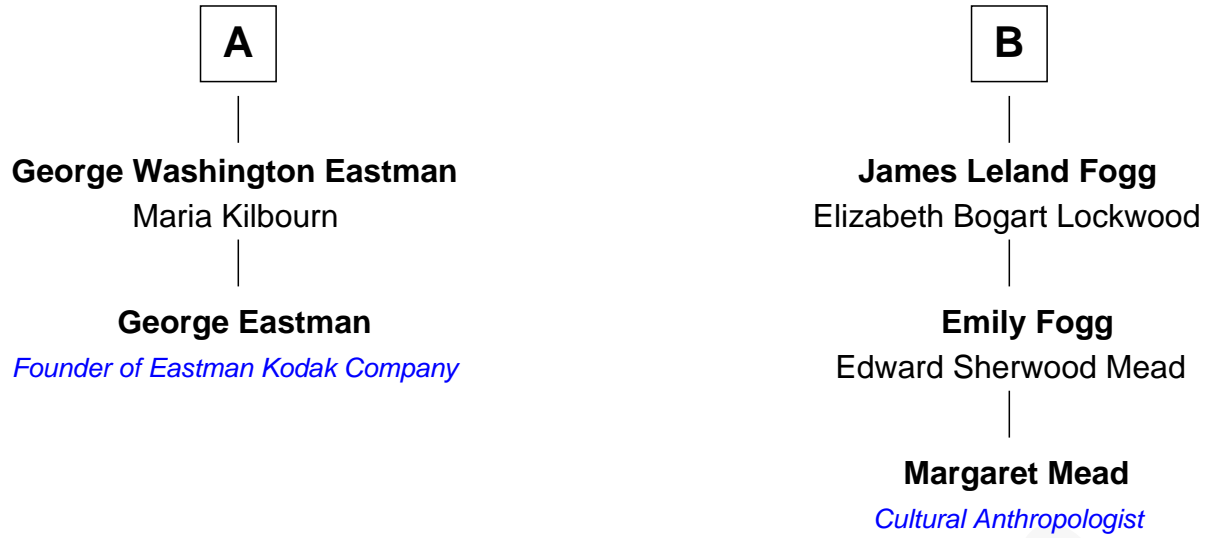 A
George Washington Eastman
Maria Kilbourn
George Eastman
Founder of Eastman Kodak Company
B
James Leland Fogg
Elizabeth Bogart Lockwood
Emily Fogg
Edward Sherwood Mead
Margaret Mead
Cultural Anthropologist